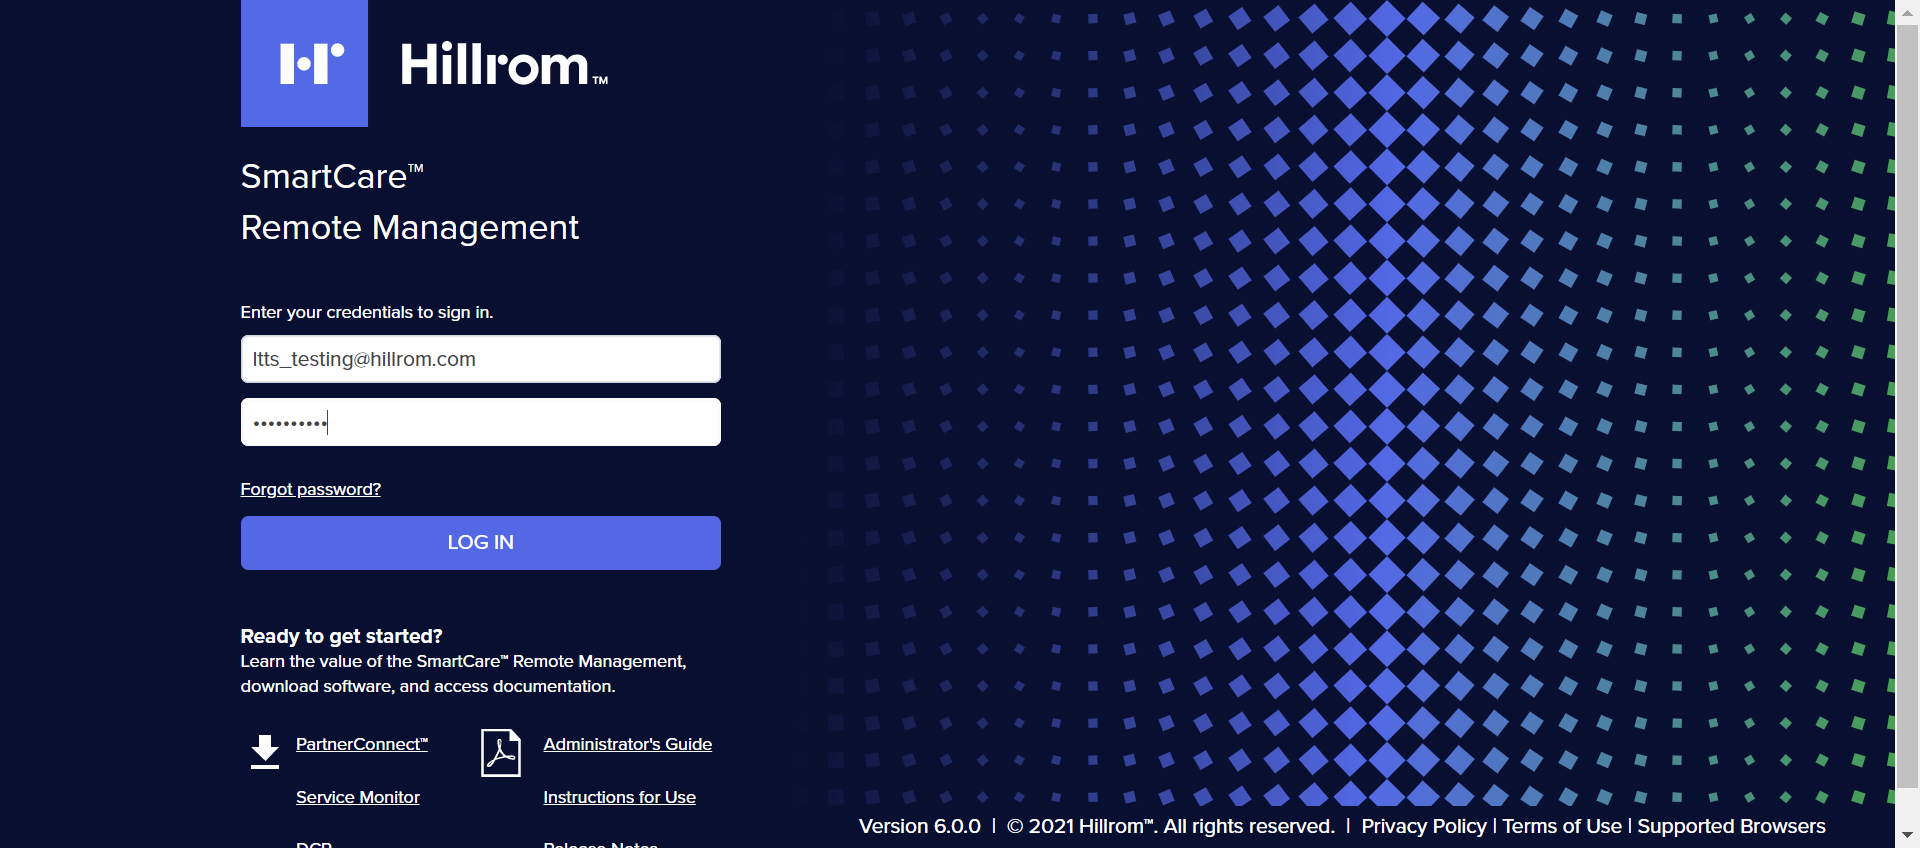 Hillrom™
SmartCare™
Remote Management
Enter your credentials to sign in.
ltts_testing@hillrom.com
••••••••••
Forgot password?
LOG IN
Ready to get started?
Learn the value of the SmartCare™ Remote Management,
download software, and access documentation.
PartnerConnect™
Administrator's Guide
Service Monitor
Instructions for Use
DCP
Release Notes
Version 6.0.0 | © 2021 Hillrom™. All rights reserved. | Privacy Policy | Terms of Use | Supported Browsers